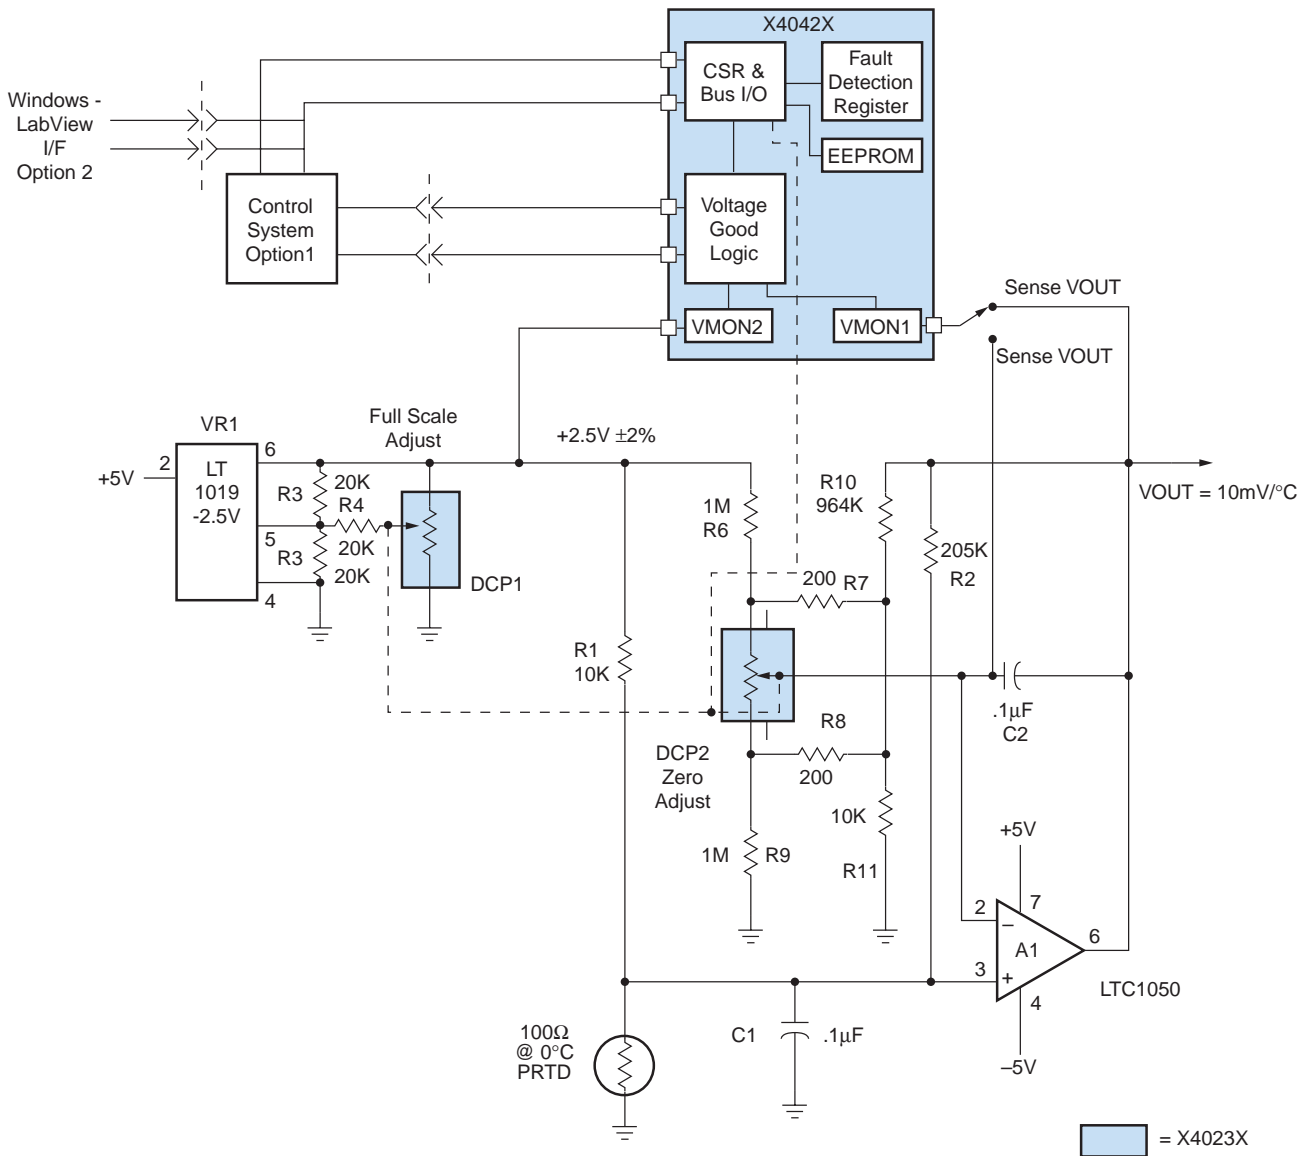 X4042X
CSR &
Bus I/O
Fault
Detection
Register
EEPROM
Windows -
LabView
I/F
Option 2
Control
System
Option1
Voltage
Good
Logic
VMON2
VMON1
Sense VOUT
Sense VOUT
VR1
Full Scale
Adjust
+2.5V ±2%
+5V
2
LT
1019
-2.5V
6
5
4
R3
20K
R4
20K
R3
20K
DCP1
1M
R6
R10
964K
VOUT = 10mV/°C
205K
R2
200
R7
R1
10K
R8
200
DCP2
Zero
Adjust
.1µF
C2
1M
R9
10K
R11
+5V
7
2
–
A1
6
3
+
4
–5V
LTC1050
100Ω
@ 0°C
PRTD
C1
.1µF
= X4023X